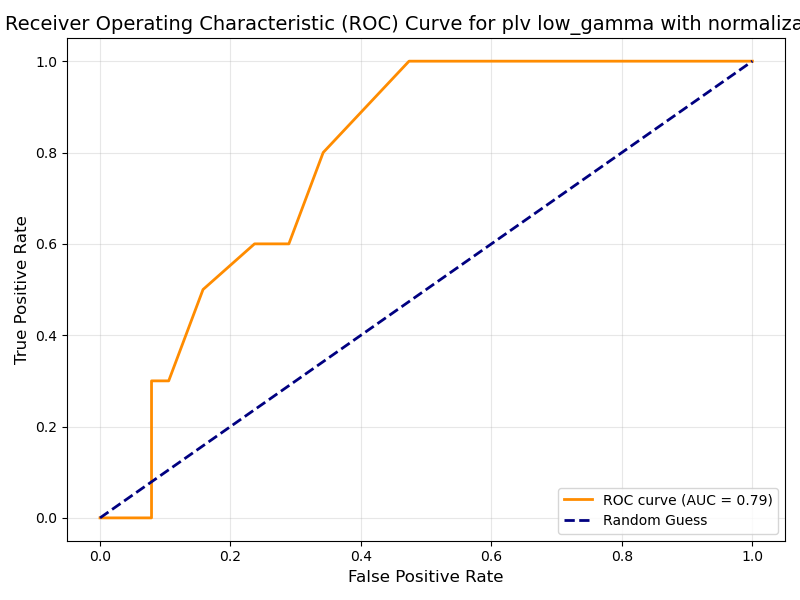 Receiver Operating Characteristic (ROC) Curve for plv low_gamma with
True Positive Rate
1.0
0.8
0.6
0.4
0.2
0.0
0.0 0.2 0.4 0.6 0.8 1.0
False Positive Rate
ROC curve (AUC = 0.79)
Random Guess